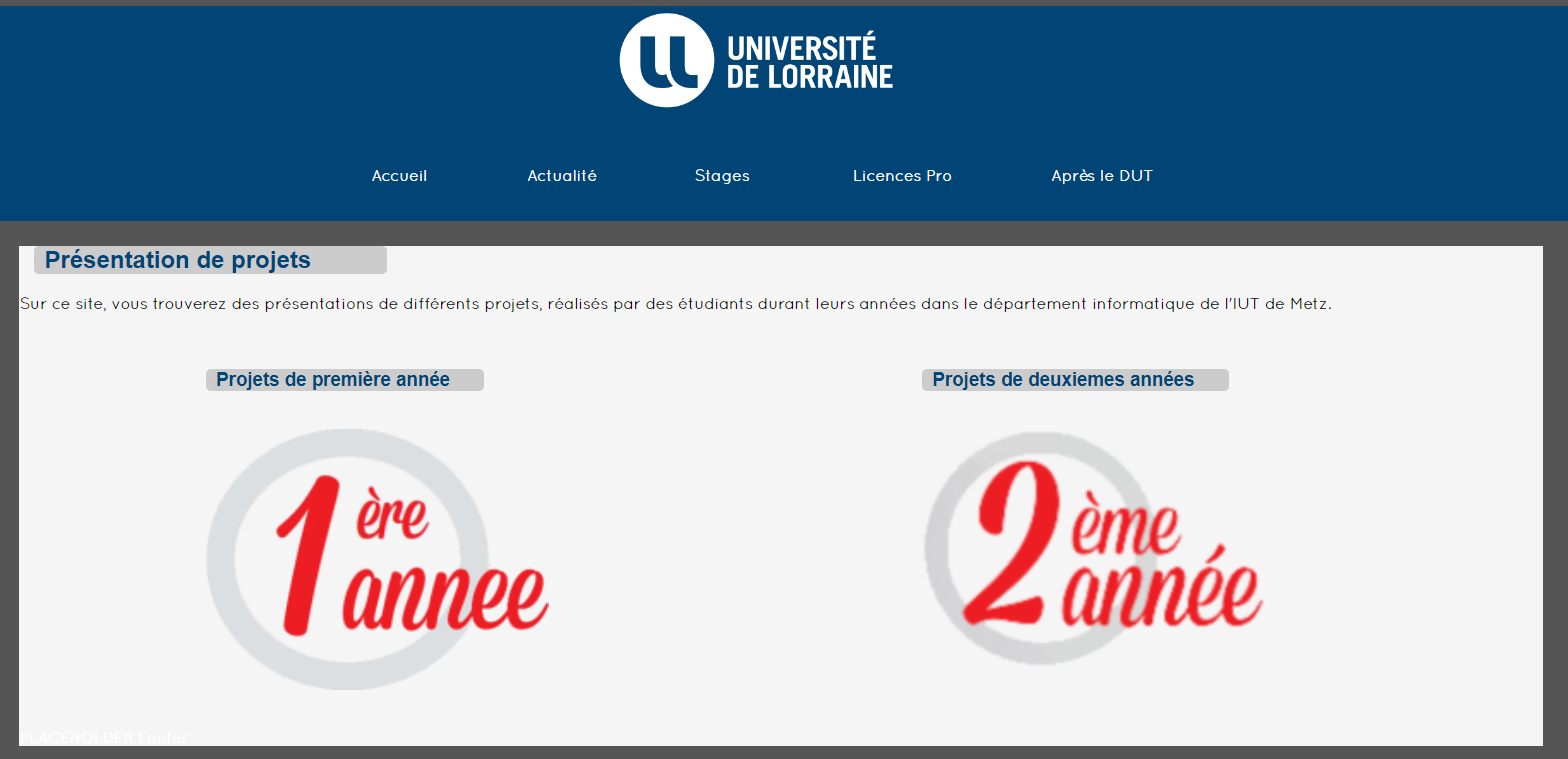 UNIVERSITÉ
DE LORRAINE
Accueil Actualité Stages Licences Pro Après le DUT
Présentation de projets
Sur ce site, vous trouverez des présentations de différents projets, réalisés par des étudiants durant leurs années dans le département informatique de l'IUT de Metz.
Projets de première année
Projets de deuxiemes années
1ère
annee
2ème
année
PLACEHOLDER Footer